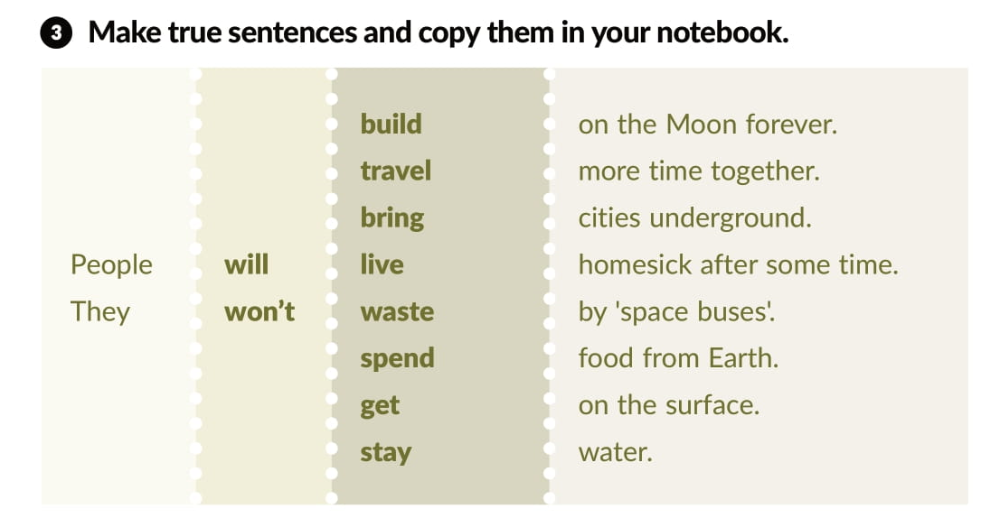 3 Make true sentences and copy them in your notebook.
build on the Moon forever.
travel more time together.
bring cities underground.
People will live homesick after some time.
They won’t waste by 'space buses'.
spend food from Earth.
get on the surface.
stay water.